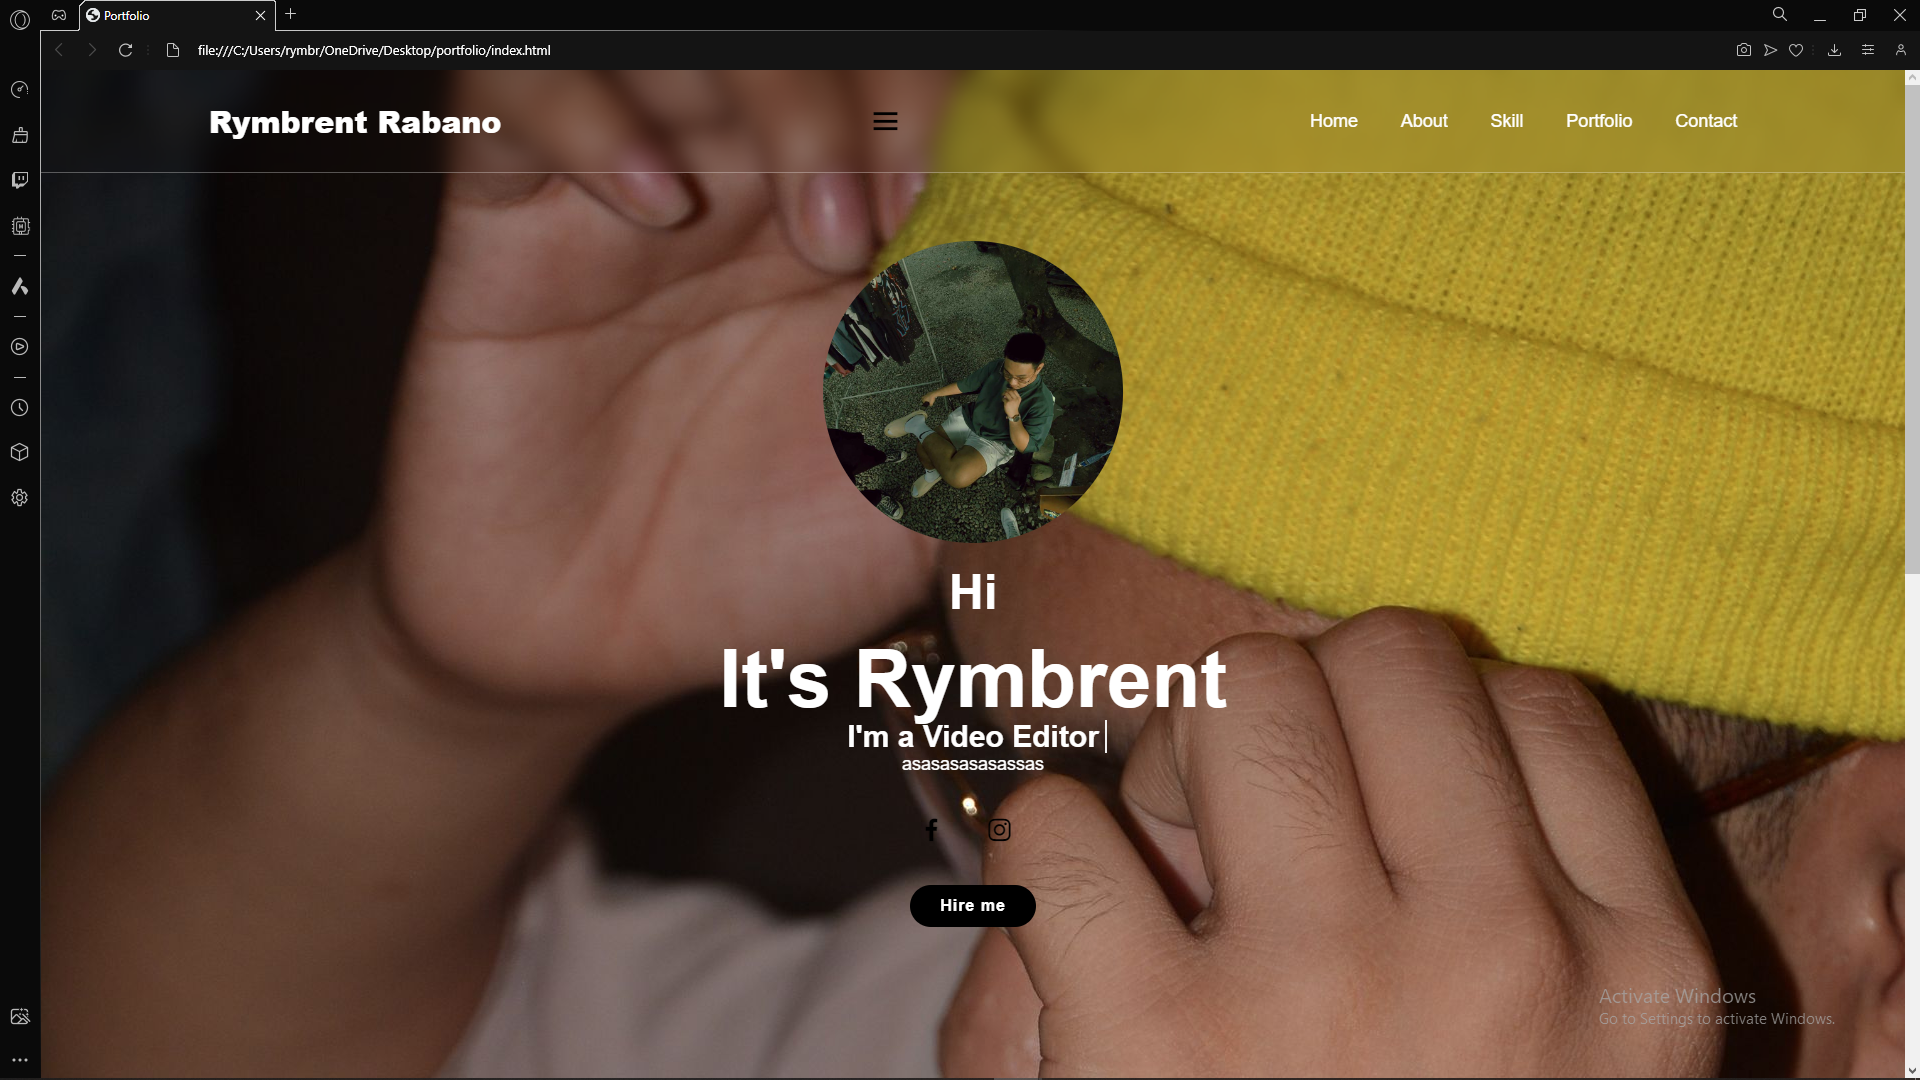 Portfolio
file:///C:/Users/rymbr/OneDrive/Desktop/portfolio/index.html
Rymbrent Rabano
Home About Skill Portfolio Contact
Hi
It's Rymbrent
I'm a Video Editor|
asasasasasassas
Hire me
Activate Windows
Go to Settings to activate Windows.